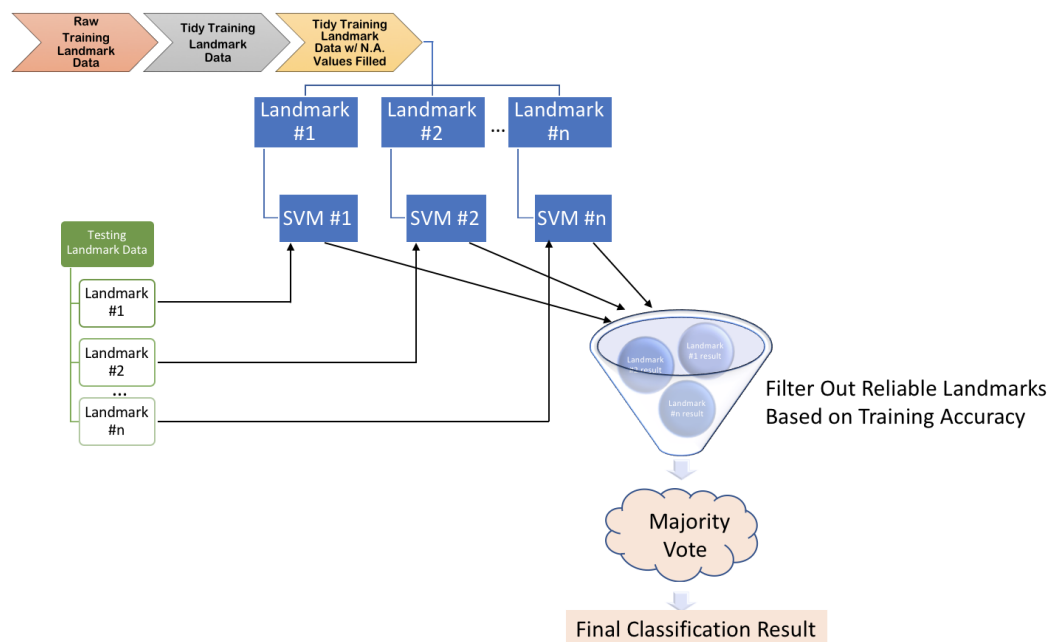 Raw
Training
Landmark
Data
Tidy Training
Landmark
Data
Tidy Training
Landmark
Data w/ N.A.
Values Filled
Landmark
#1
Landmark
#2
...
Landmark
#n
SVM #1
SVM #2
SVM #n
Testing
Landmark Data
Landmark
#1
Landmark
#2
...
Landmark
#n
Landmark
#1 result
Landmark
result
Landmark
#n result
Filter Out Reliable Landmarks
Based on Training Accuracy
Majority
Vote
Final Classification Result